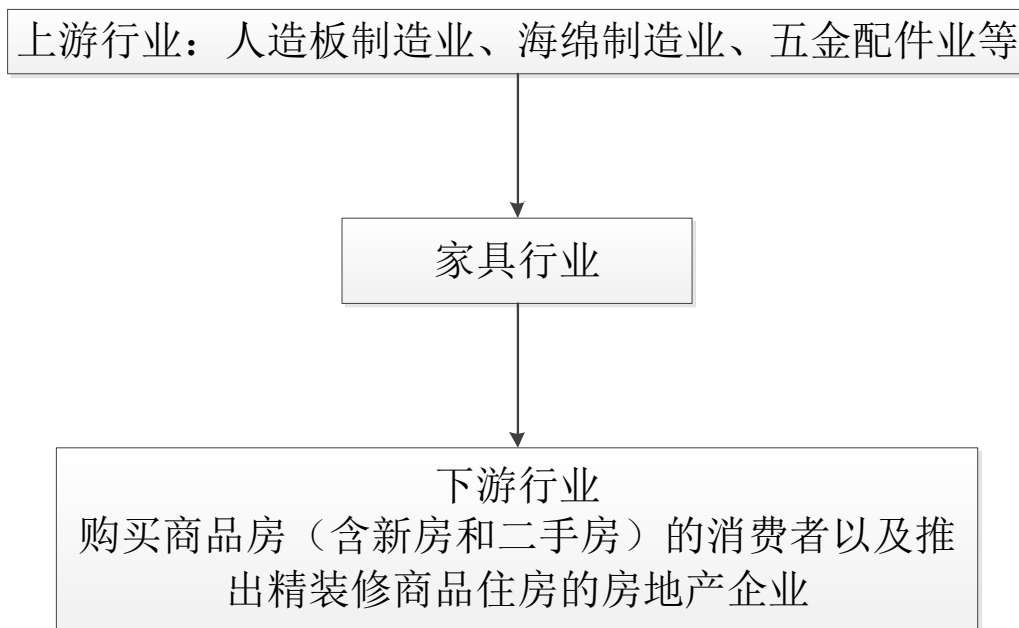 上游行业：人造板制造业、海绵制造业、五金配件业等
家具行业
下游行业
购买商品房（含新房和二手房）的消费者以及推
出精装修商品住房的房地产企业